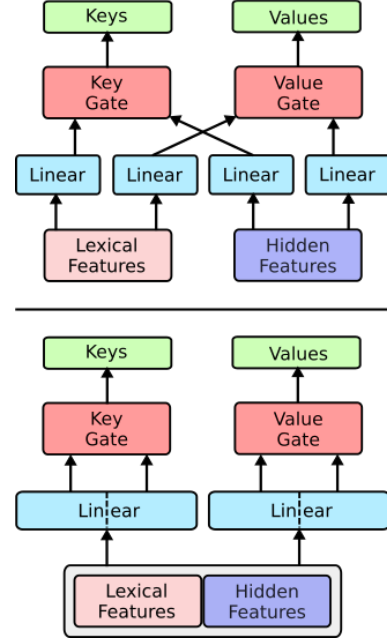 Keys Values
Key Gate Value Gate
Linear Linear Linear Linear
Lexical Features Hidden Features
Keys Values
Key Gate Value Gate
Linear Linear
Lexical Features Hidden Features